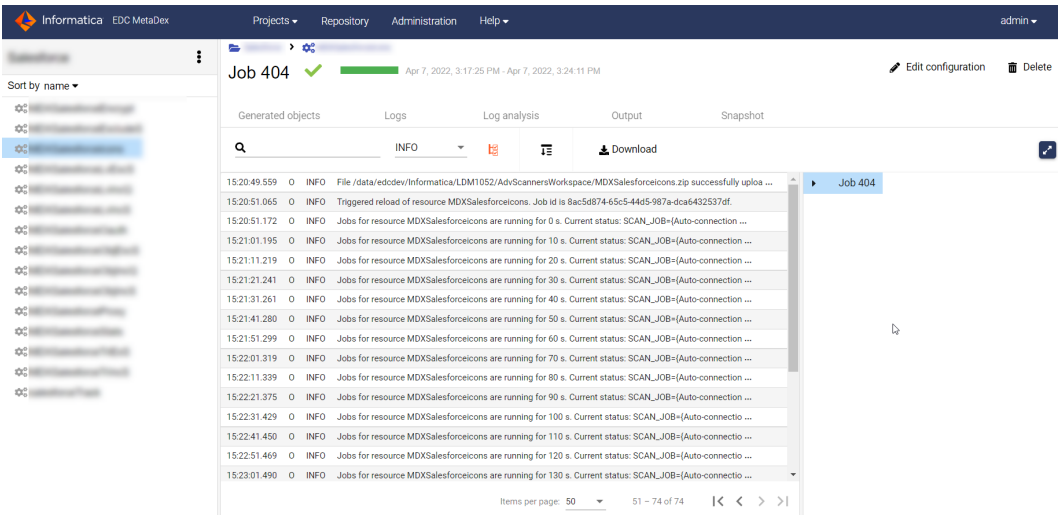 Informatica EDC MetaDex Projects Repository Administration Help admin
Job 404 Apr 7, 2022, 3:17:25 PM - Apr 7, 2022, 3:24:11 PM Edit configuration Delete
Sort by name
Generated objects Logs Log analysis Output Snapshot
INFO Download
Job 404
15:20:49.559 O INFO File /data/edcdev/Informatica/LDM1052/AdvScannersWorkspace/MDXSalesforceicons.zip successfully uploa ...
15:20:51.065 O INFO Triggered reload of resource MDXSalesforceicons. Job id is 8ac5d874-65c5-44d5-987a-dca6432537df.
15:20:51.172 O INFO Jobs for resource MDXSalesforceicons are running for 0 s. Current status: SCAN_JOB={Auto-connection ...
15:21:01.195 O INFO Jobs for resource MDXSalesforceicons are running for 10 s. Current status: SCAN_JOB={Auto-connection ...
15:21:11.219 O INFO Jobs for resource MDXSalesforceicons are running for 20 s. Current status: SCAN_JOB={Auto-connection ...
15:21:21.241 O INFO Jobs for resource MDXSalesforceicons are running for 30 s. Current status: SCAN_JOB={Auto-connection ...
15:21:31.261 O INFO Jobs for resource MDXSalesforceicons are running for 40 s. Current status: SCAN_JOB={Auto-connection ...
15:21:41.280 O INFO Jobs for resource MDXSalesforceicons are running for 50 s. Current status: SCAN_JOB={Auto-connection ...
15:21:51.299 O INFO Jobs for resource MDXSalesforceicons are running for 60 s. Current status: SCAN_JOB={Auto-connection ...
15:22:01.319 O INFO Jobs for resource MDXSalesforceicons are running for 70 s. Current status: SCAN_JOB={Auto-connection ...
15:22:11.339 O INFO Jobs for resource MDXSalesforceicons are running for 80 s. Current status: SCAN_JOB={Auto-connection ...
15:22:21.375 O INFO Jobs for resource MDXSalesforceicons are running for 90 s. Current status: SCAN_JOB={Auto-connection ...
15:22:31.429 O INFO Jobs for resource MDXSalesforceicons are running for 100 s. Current status: SCAN_JOB={Auto-connectio ...
15:22:41.450 O INFO Jobs for resource MDXSalesforceicons are running for 110 s. Current status: SCAN_JOB={Auto-connectio ...
15:22:51.469 O INFO Jobs for resource MDXSalesforceicons are running for 120 s. Current status: SCAN_JOB={Auto-connectio ...
15:23:01.490 O INFO Jobs for resource MDXSalesforceicons are running for 130 s. Current status: SCAN_JOB={Auto-connectio ...
Items per page: 50 51 – 74 of 74